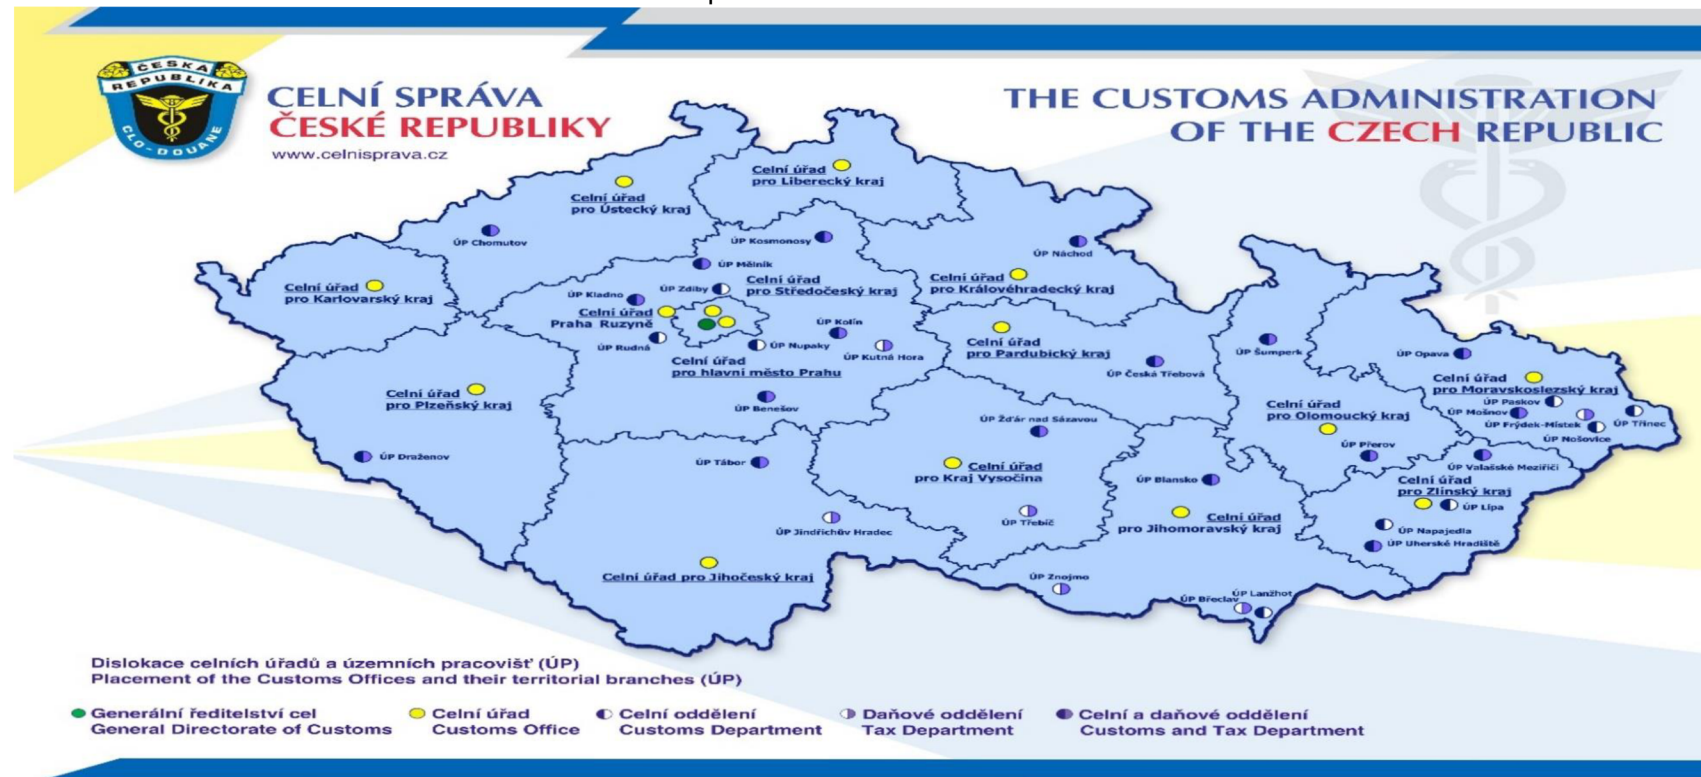 ČESKÁ
REPUBLIKA
CLO-DOUANE
CELNÍ SPRÁVA
ČESKÉ REPUBLIKY
www.celnisprava.cz
THE CUSTOMS ADMINISTRATION
OF THE CZECH REPUBLIC
Celní úřad
pro Liberecký kraj
Celní úřad
pro Ústecký kraj
ÚP Chomutov
ÚP Kosmonosy
ÚP Náchod
ÚP Mělník
Celní úřad
pro Karlovarský kraj
ÚP Zdiby
Celní úřad
pro Středočeský kraj
Celní úřad
pro Královéhradecký kraj
ÚP Kladno
Celní úřad
Praha Ruzyně
ÚP Kolín
ÚP Rudná
ÚP Nupaky
ÚP Kutná Hora
Celní úřad
pro Pardubický kraj
ÚP Šumperk
ÚP Opava
Celní úřad
pro hlavní město Prahu
ÚP Česká Třebová
Celní úřad
pro Moravskoslezský kraj
Celní úřad
pro Plzeňský kraj
ÚP Benešov
Celní úřad
pro Olomoucký kraj
ÚP Paskov
ÚP Mošnov
ÚP Frýdek-Místek
ÚP Třinec
ÚP Nošovice
ÚP Žďár nad Sázavou
ÚP Přerov
ÚP Draženov
ÚP Tábor
Celní úřad
pro Kraj Vysočina
ÚP Valašské Meziříčí
ÚP Blansko
Celní úřad
pro Zlínský kraj
ÚP Lípa
Celní úřad
pro Jihomoravský kraj
ÚP Třebíč
ÚP Jindřichův Hradec
ÚP Napajedla
ÚP Uherské Hradiště
Celní úřad pro Jihočeský kraj
ÚP Znojmo
ÚP Břeclav
ÚP Lanžhot
Dislokace celních úřadů a územních pracovišť (ÚP)
Placement of the Customs Offices and their territorial branches (ÚP)
Generální ředitelství cel
General Directorate of Customs
Celní úřad
Customs Office
Celní oddělení
Customs Department
Daňové oddělení
Tax Department
Celní a daňové oddělení
Customs and Tax Department